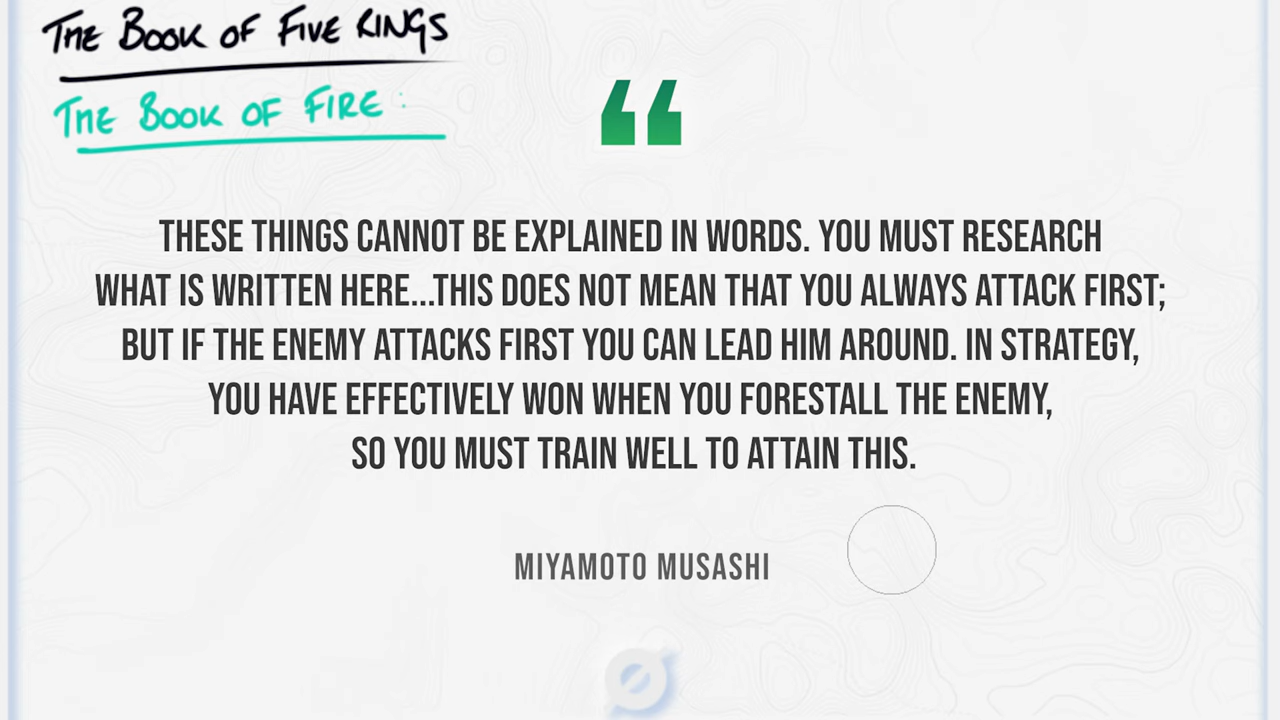 The Book of Five Rings
The Book of Fire:
“
THESE THINGS CANNOT BE EXPLAINED IN WORDS. YOU MUST RESEARCH
WHAT IS WRITTEN HERE...THIS DOES NOT MEAN THAT YOU ALWAYS ATTACK FIRST;
BUT IF THE ENEMY ATTACKS FIRST YOU CAN LEAD HIM AROUND. IN STRATEGY,
YOU HAVE EFFECTIVELY WON WHEN YOU FORESTALL THE ENEMY,
SO YOU MUST TRAIN WELL TO ATTAIN THIS.
MIYAMOTO MUSASHI